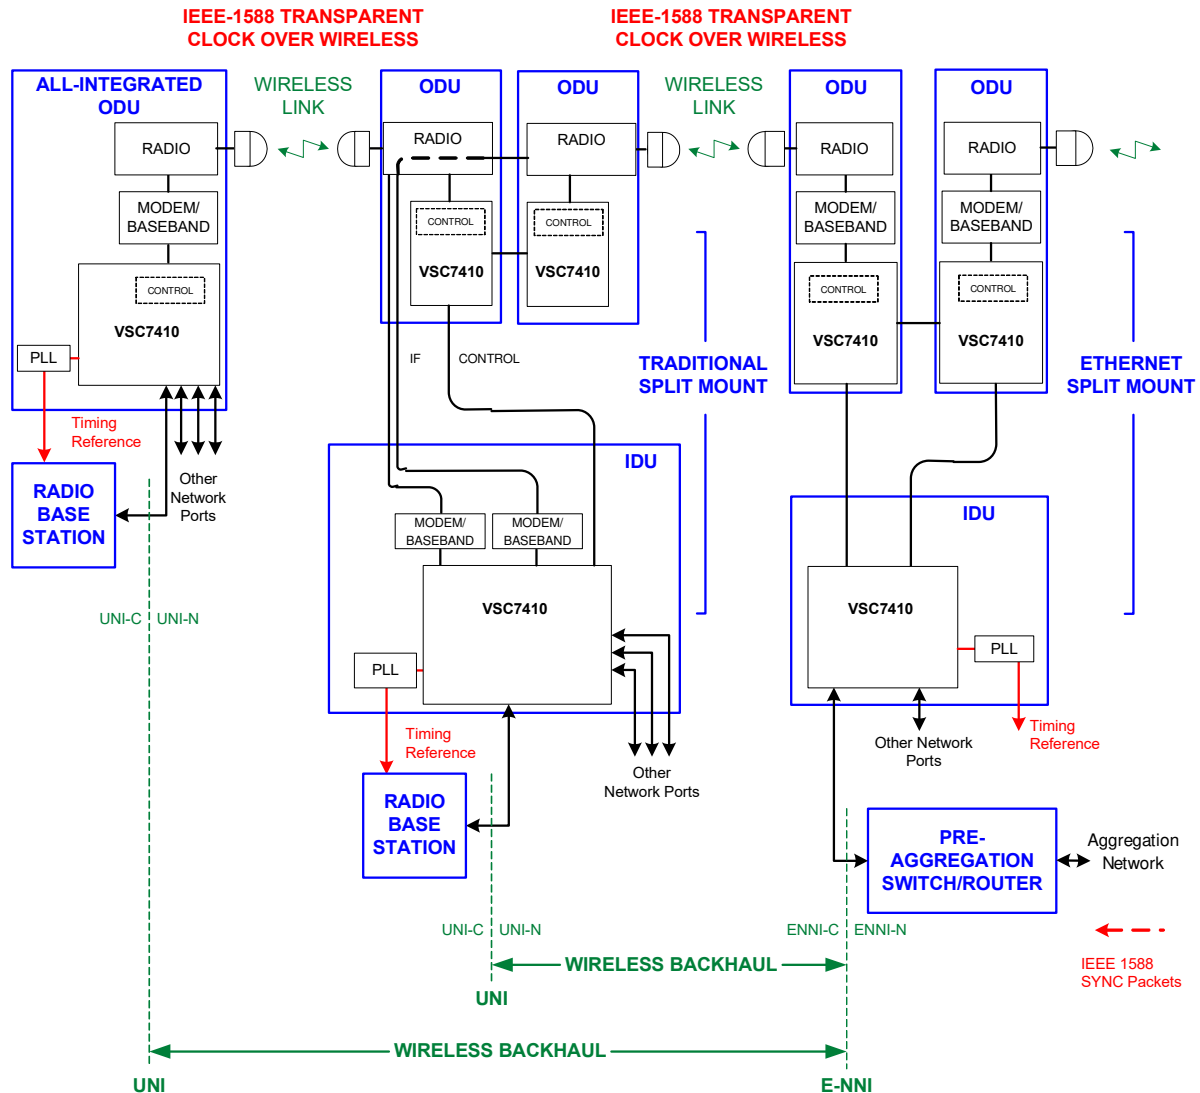 IEEE-1588 TRANSPARENT
CLOCK OVER WIRELESS
IEEE-1588 TRANSPARENT
CLOCK OVER WIRELESS
ALL-INTEGRATED
ODU
WIRELESS
LINK
ODU
ODU
WIRELESS
LINK
ODU
ODU
RADIO
RADIO
RADIO
RADIO
RADIO
MODEM/
BASEBAND
MODEM/
BASEBAND
MODEM/
BASEBAND
CONTROL
CONTROL
VSC7410
VSC7410
CONTROL
VSC7410
CONTROL
VSC7410
CONTROL
VSC7410
PLL
IF
CONTROL
TRADITIONAL
SPLIT MOUNT
ETHERNET
SPLIT MOUNT
Timing
Reference
Other
Network
Ports
RADIO
BASE
STATION
IDU
MODEM/
BASEBAND
MODEM/
BASEBAND
VSC7410
PLL
IDU
VSC7410
PLL
UNI-C
UNI-N
Timing
Reference
Other
Network Ports
Other Network
Ports
Timing
Reference
RADIO
BASE
STATION
PRE-
AGGREGATION
SWITCH/ROUTER
Aggregation
Network
UNI-C
UNI-N
ENNI-C
ENNI-N
WIRELESS BACKHAUL
IEEE 1588
SYNC Packets
UNI
WIRELESS BACKHAUL
UNI
E-NNI